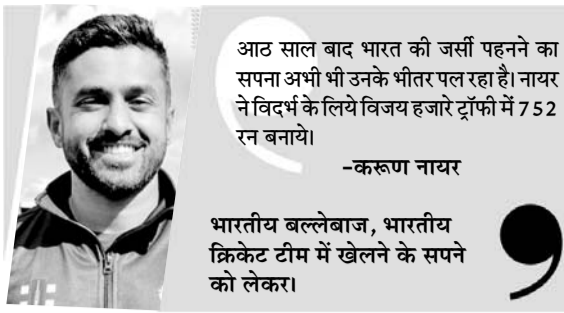 आठ साल बाद भारत की जर्सी पहनने का
सपना अभी भी उनके भीतर पल रहा है। नायर
ने विदर्भ के लिये विजय हजारे ट्रॉफी में 752
रन बनाये।
-करूण नायर
भारतीय बल्लेबाज, भारतीय
क्रिकेट टीम में खेलने के सपने
को लेकर।